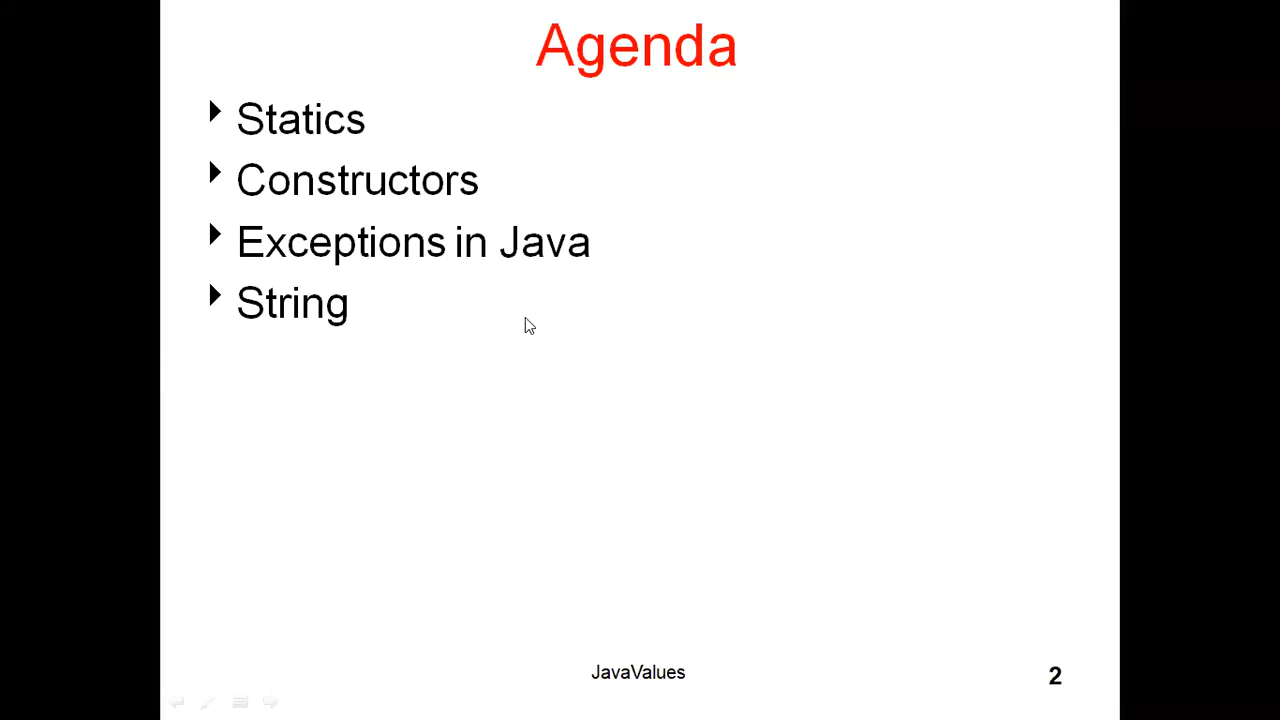 Agenda
Statics
Constructors
Exceptions in Java
String
JavaValues
2